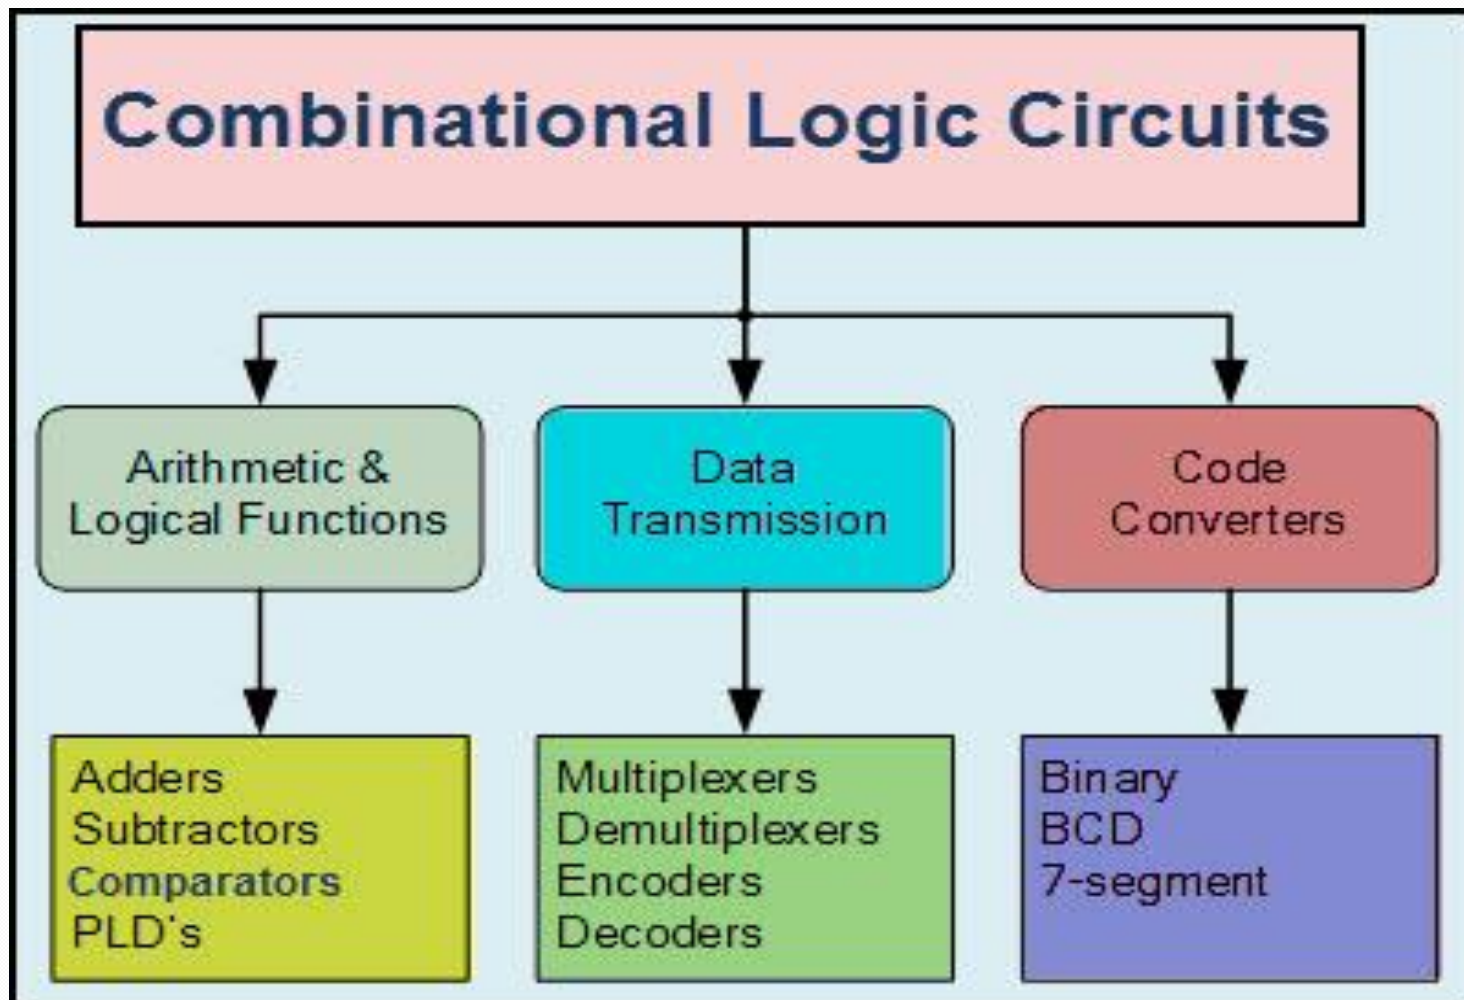 Combinational Logic Circuits
Arithmetic &
Logical Functions
Data
Transmission
Code
Converters
Adders
Subtractors
Comparators
PLD's
Multiplexers
Demultiplexers
Encoders
Decoders
Binary
BCD
7-segment